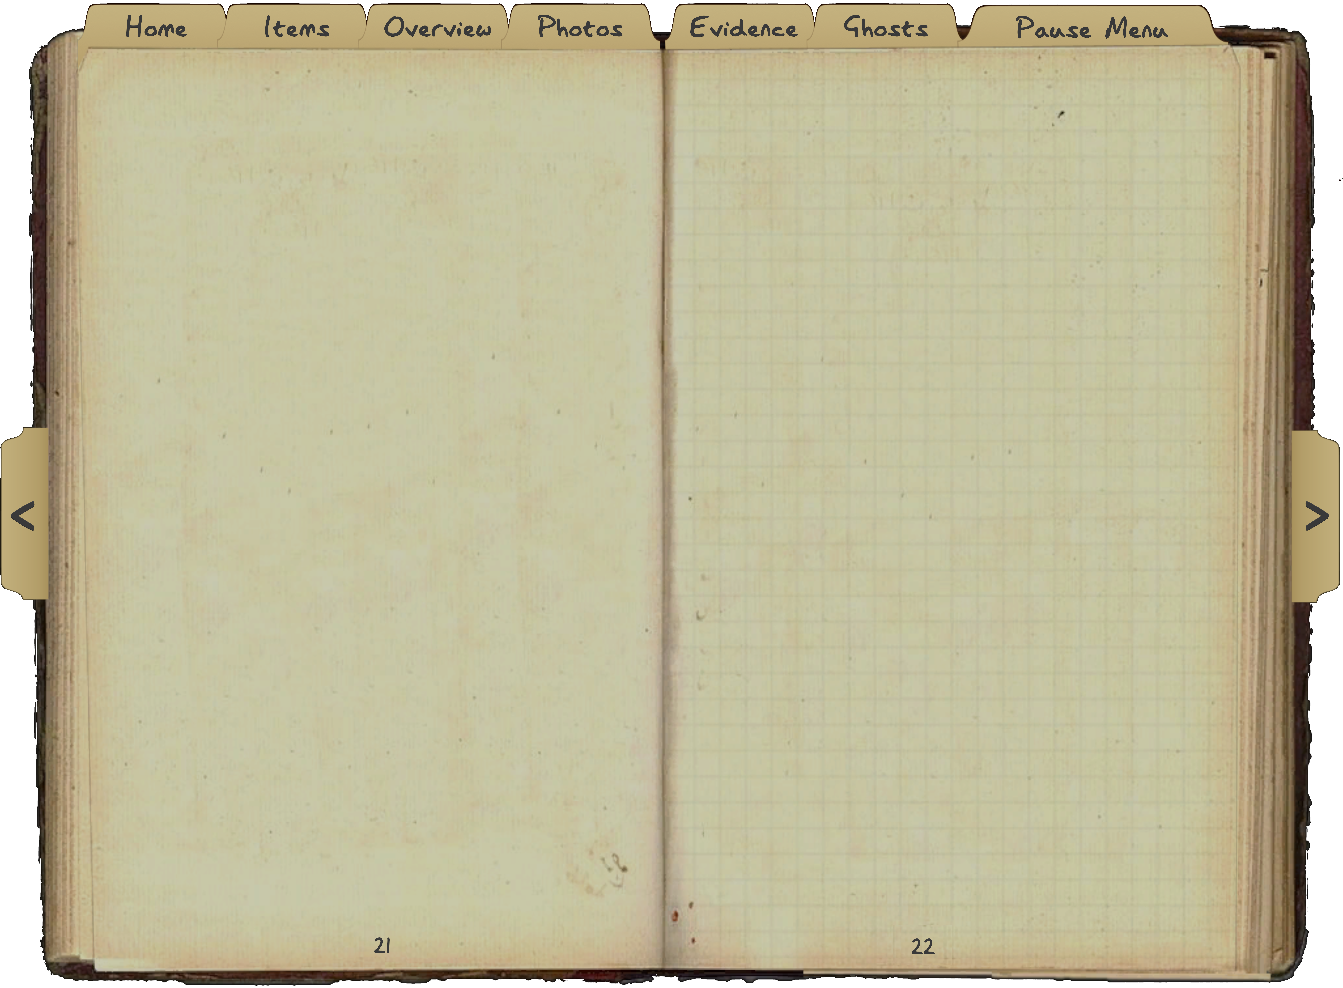 Home
Items
Overview
Photos
Evidence
Ghosts
Pause Menu
<
>
21
22